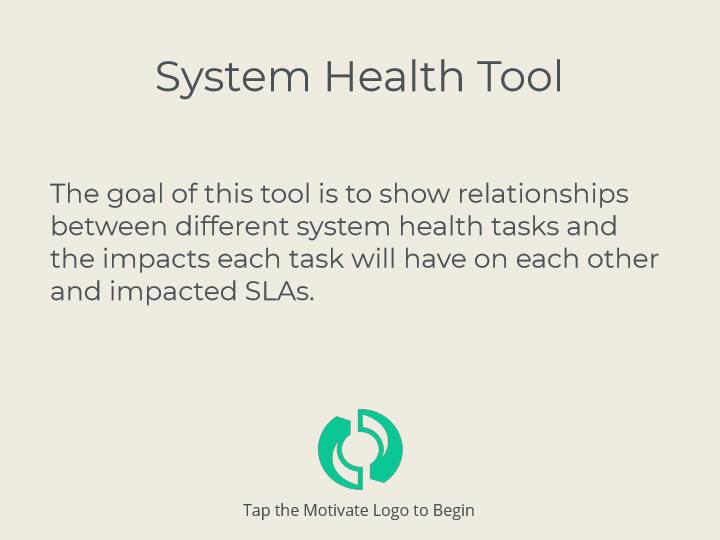 System Health Tool
The goal of this tool is to show relationships
between different system health tasks and
the impacts each task will have on each other
and impacted SLAs.
Tap the Motivate Logo to Begin